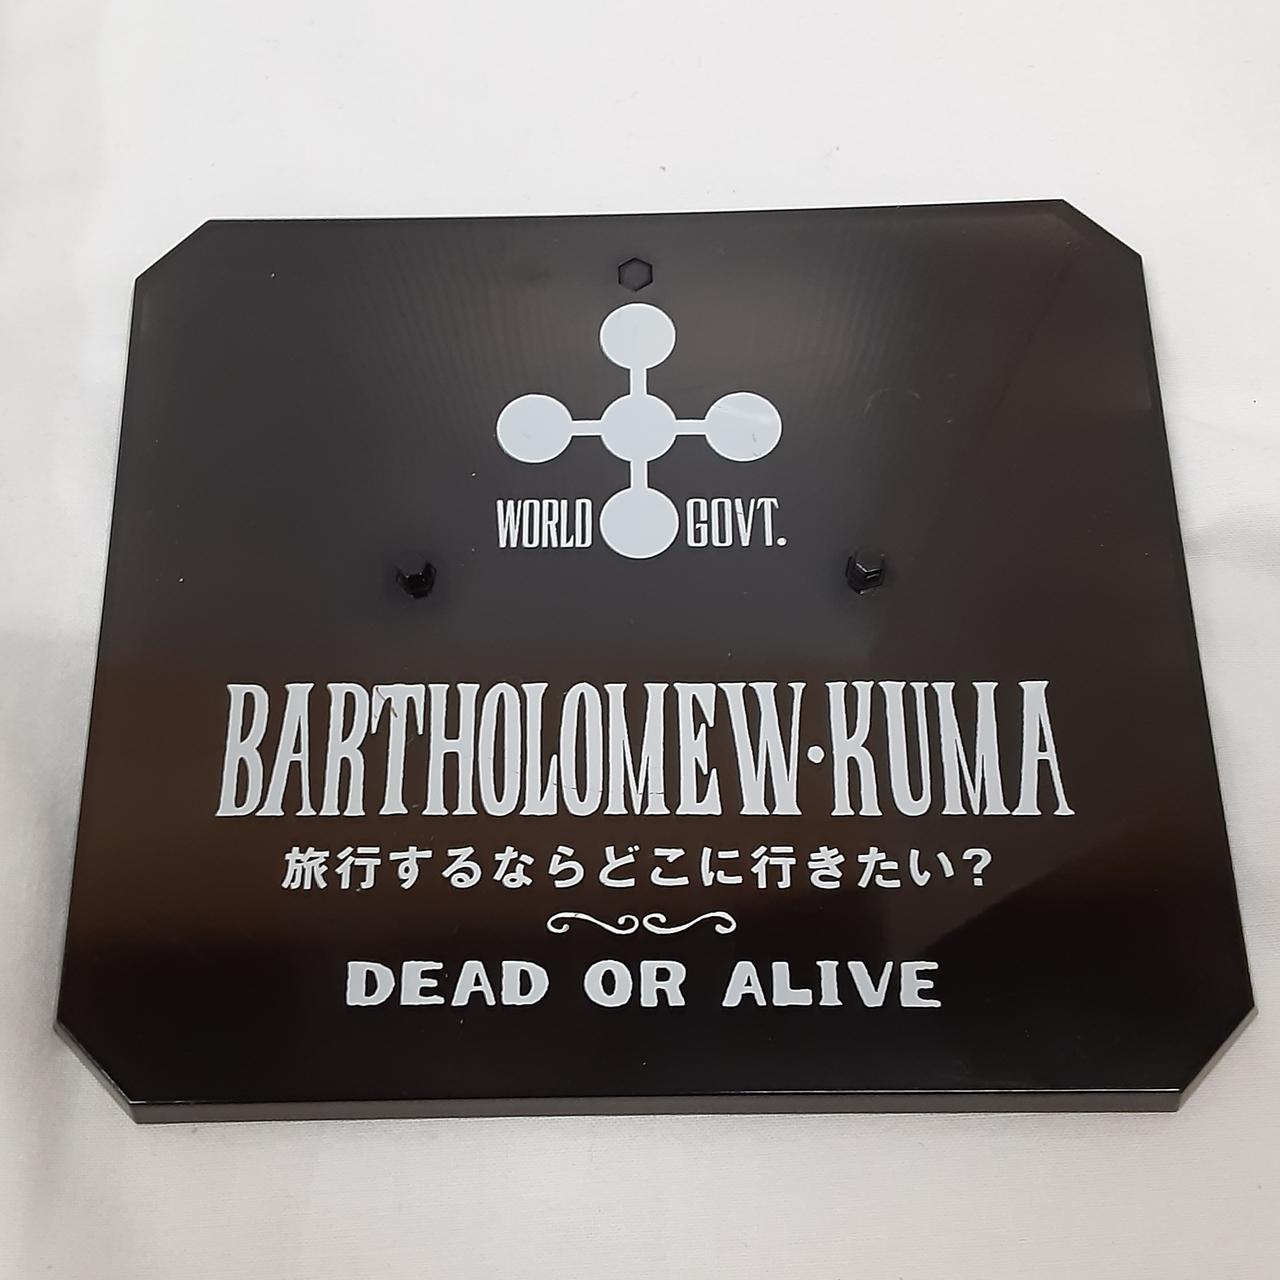 WORLD GOVT.
BARTHOLOMEW・KUMA
旅行するならどこに行きたい?
DEAD OR ALIVE